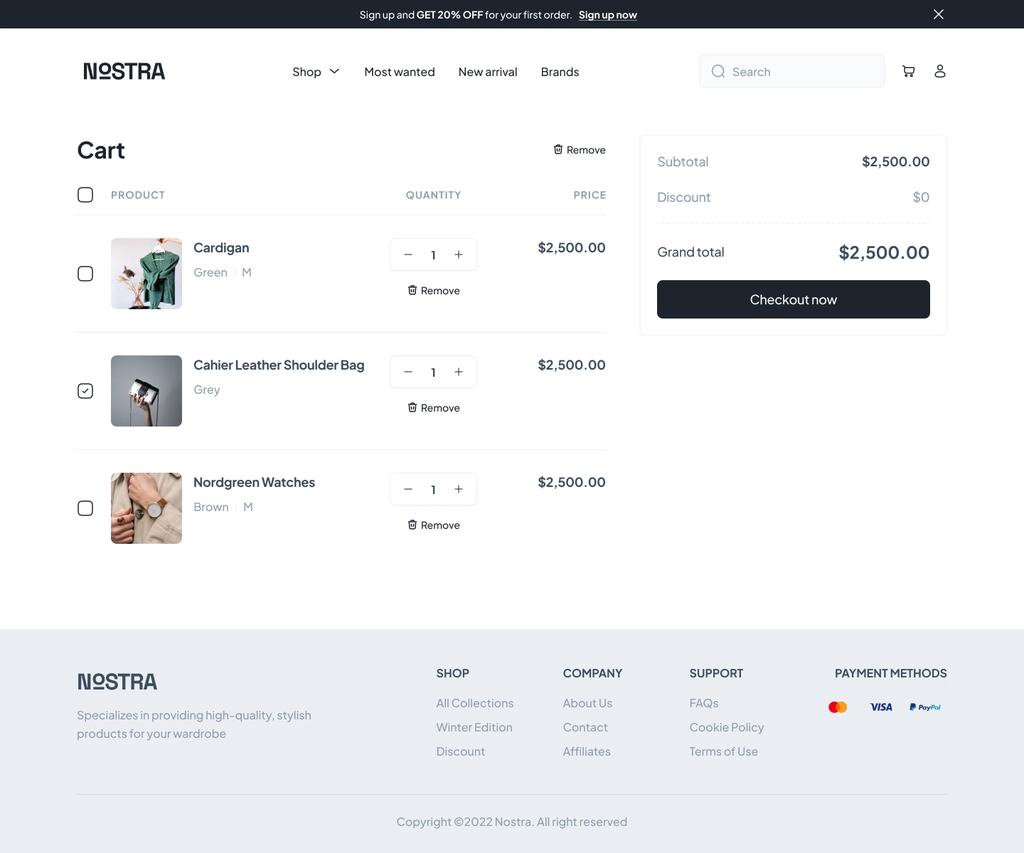 Sign up and GET 20% OFF for your first order. Sign up now
NOSTRA
Shop
Most wanted
New arrival
Brands
Search
Cart
Remove
PRODUCT
QUANTITY
PRICE
Cardigan
Green
M
1
Remove
$2,500.00
Cahier Leather Shoulder Bag
Grey
1
Remove
$2,500.00
Nordgreen Watches
Brown
M
1
Remove
$2,500.00
Subtotal
$2,500.00
Discount
$0
Grand total
$2,500.00
Checkout now
NOSTRA
Specializes in providing high-quality, stylish
products for your wardrobe
SHOP
All Collections
Winter Edition
Discount
COMPANY
About Us
Contact
Affiliates
SUPPORT
FAQs
Cookie Policy
Terms of Use
PAYMENT METHODS
VISA
PayPal
Copyright ©2022 Nostra. All right reserved